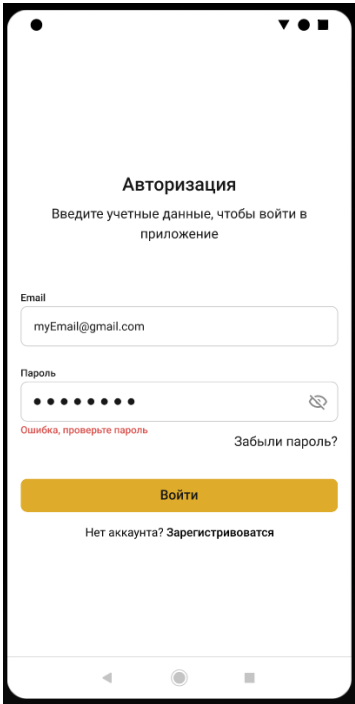 Авторизация
Введите учетные данные, чтобы войти в
приложение
Email
myEmail@gmail.com
Пароль
Ошибка, проверьте пароль
Забыли пароль?
Войти
Нет аккаунта? Зарегистривоватся